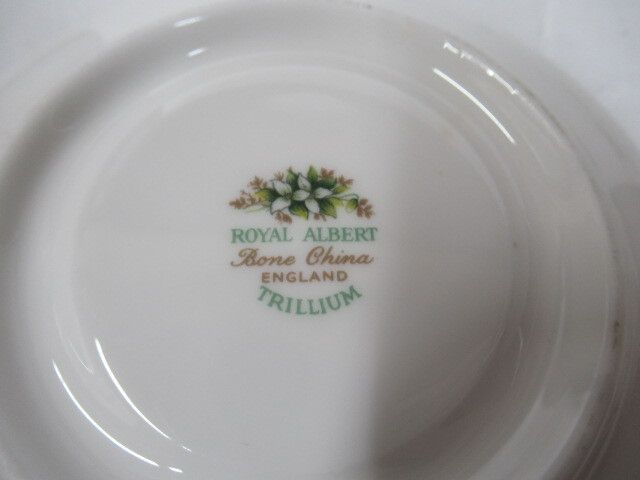 ROYAL ALBERT
Bone China
ENGLAND
TRILLIUM